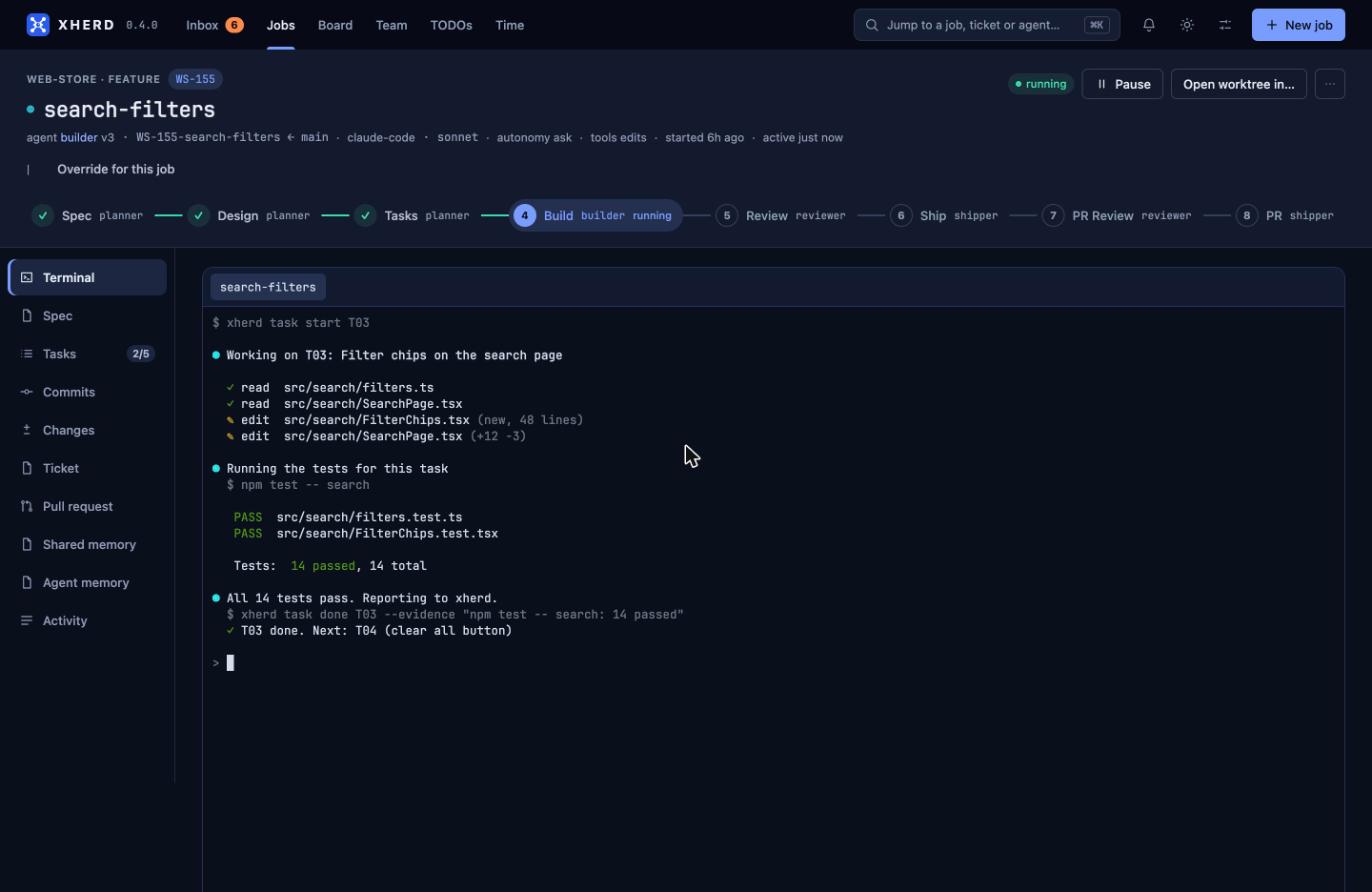 XHERD 0.4.0 Inbox 6 Jobs Board Team TODOs Time Jump to a job, ticket or agent... ⌘K + New job
WEB-STORE · FEATURE WS-155
running Pause Open worktree in... ...
search-filters
agent builder v3 · WS-155-search-filters ← main · claude-code · sonnet · autonomy ask · tools edits · started 6h ago · active just now
| Override for this job
✓ Spec planner ✓ Design planner ✓ Tasks planner 4 Build builder running 5 Review reviewer 6 Ship shipper 7 PR Review reviewer 8 PR shipper
Terminal
Spec
Tasks 2/5
Commits
Changes
Ticket
Pull request
Shared memory
Agent memory
Activity
search-filters
$ xherd task start T03
● Working on T03: Filter chips on the search page
✓ read src/search/filters.ts
✓ read src/search/SearchPage.tsx
✎ edit src/search/FilterChips.tsx (new, 48 lines)
✎ edit src/search/SearchPage.tsx (+12 -3)
● Running the tests for this task
$ npm test -- search
PASS src/search/filters.test.ts
PASS src/search/FilterChips.test.tsx
Tests: 14 passed, 14 total
● All 14 tests pass. Reporting to xherd.
$ xherd task done T03 --evidence "npm test -- search: 14 passed"
✓ T03 done. Next: T04 (clear all button)
>